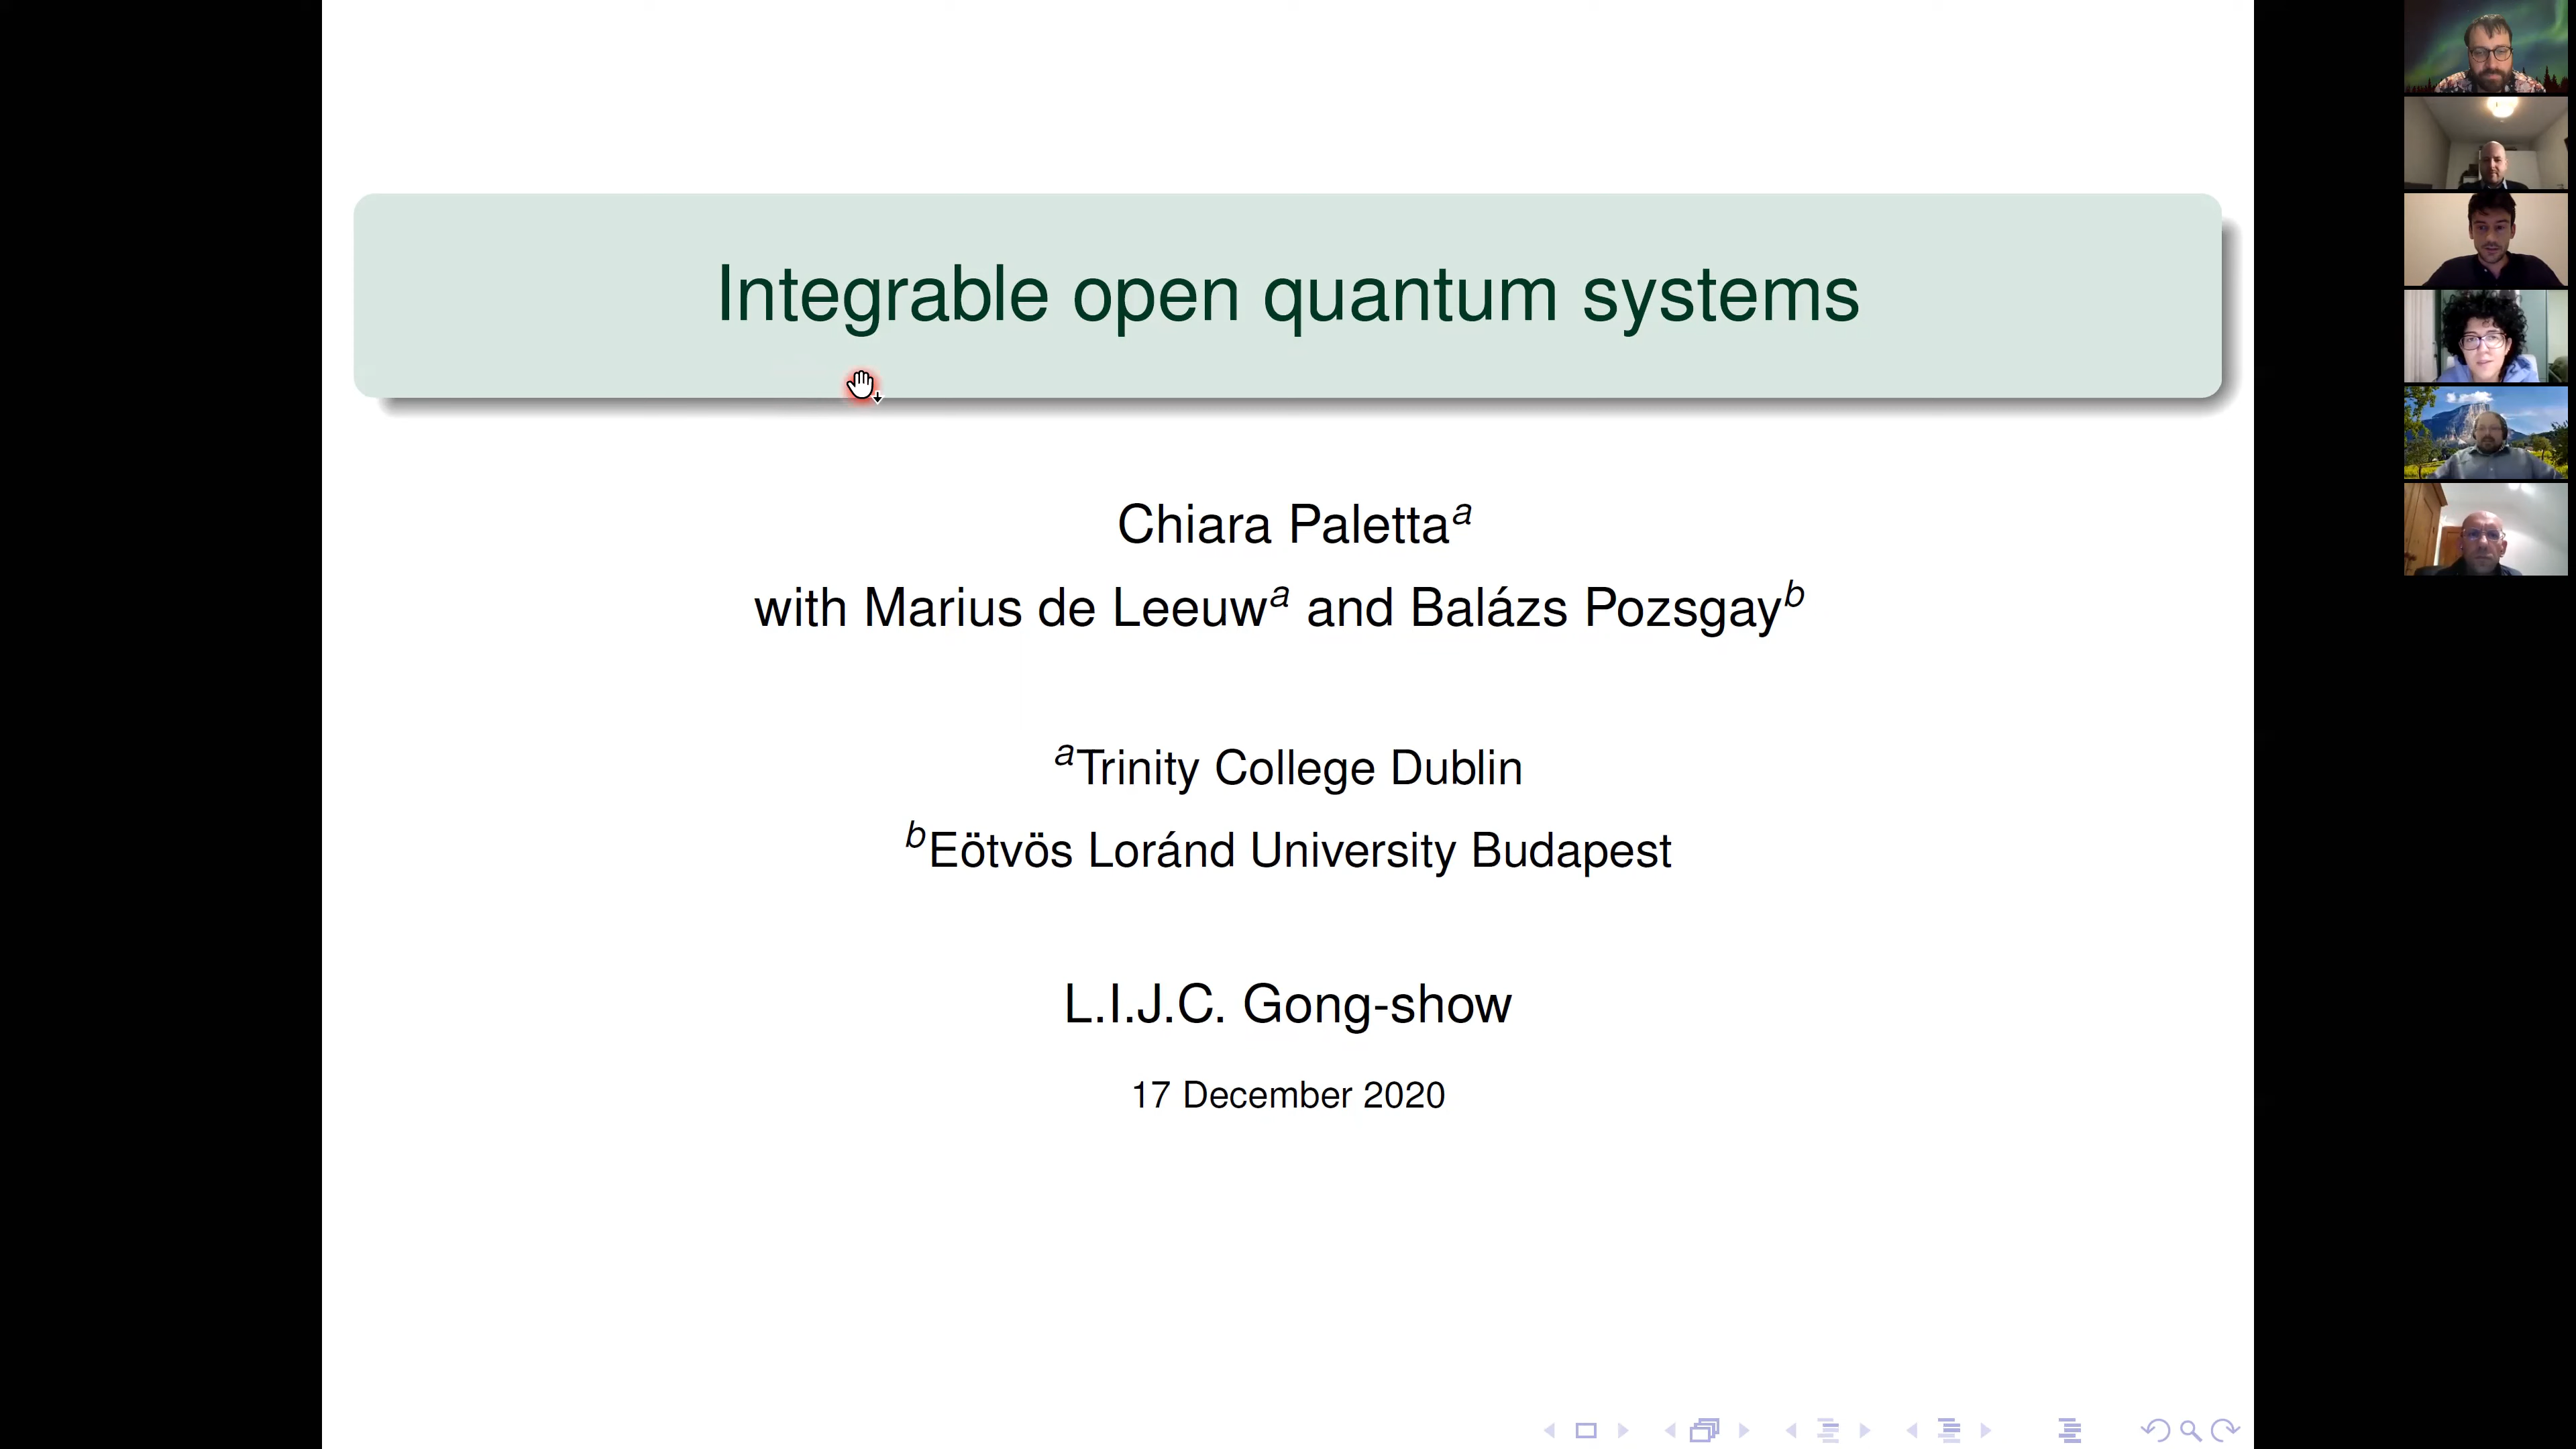 Integrable open quantum systems
Chiara Paletta^a
with Marius de Leeuw^a and Balázs Pozsgay^b
^aTrinity College Dublin
^bEötvös Loránd University Budapest
L.I.J.C. Gong-show
17 December 2020